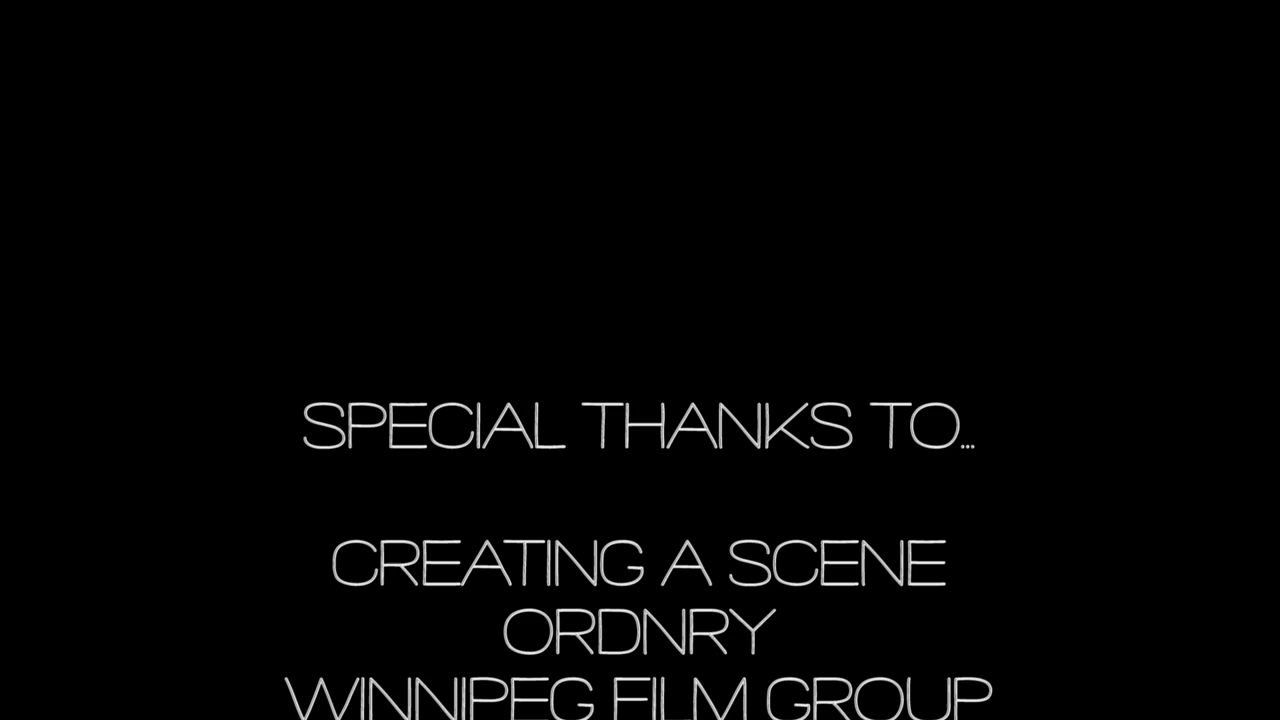 SPECIAL THANKS TO...
CREATING A SCENE
ORDNRY
WINNIPEG FILM GROUP